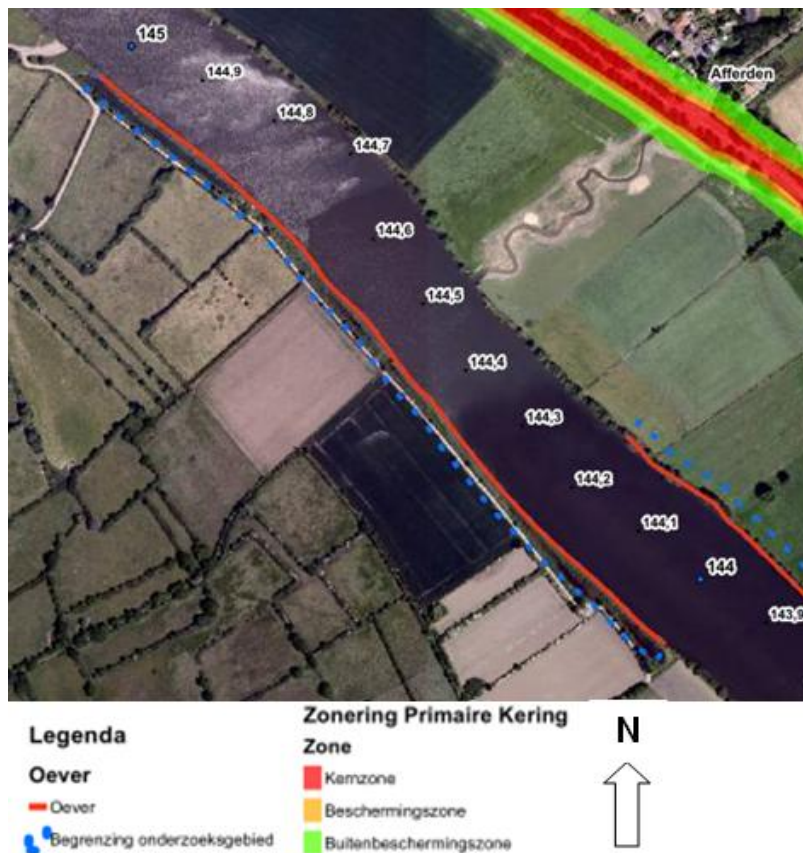 145
144,9
144,8
144,7
144,6
144,5
144,4
144,3
144,2
144,1
144
143,9
Afferden
Legenda
Oever
Oever
Begrenzing onderzoeksgebied
Zonering Primaire Kering
Zone
Kernzone
Beschermingszone
Buitenbeschermingszone
N